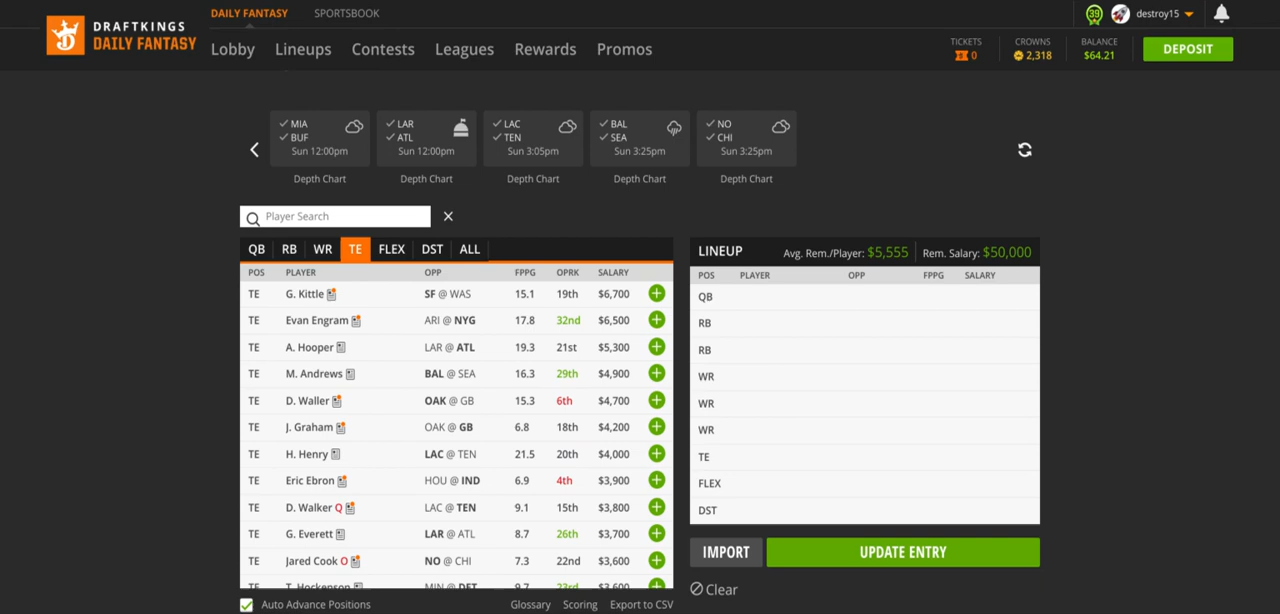 DAILY FANTASY SPORTSBOOK
39 destroy15
DRAFTKINGS
DAILY FANTASY
Lobby Lineups Contests Leagues Rewards Promos
TICKETS CROWNS BALANCE
0 2,318 $64.21
DEPOSIT
MIA LAR LAC BAL NO
BUF ATL TEN SEA CHI
Sun 12:00pm Sun 12:00pm Sun 3:05pm Sun 3:25pm Sun 3:25pm
Depth Chart Depth Chart Depth Chart Depth Chart Depth Chart
Player Search
QB RB WR TE FLEX DST ALL
POS PLAYER OPP FPPG OPRK SALARY
TE G. Kittle SF @ WAS 15.1 19th $6,700
TE Evan Engram ARI @ NYG 17.8 32nd $6,500
TE A. Hooper LAR @ ATL 19.3 21st $5,300
TE M. Andrews BAL @ SEA 16.3 29th $4,900
TE D. Waller OAK @ GB 15.3 6th $4,700
TE J. Graham OAK @ GB 6.8 18th $4,200
TE H. Henry LAC @ TEN 21.5 20th $4,000
TE Eric Ebron HOU @ IND 6.9 4th $3,900
TE D. Walker Q LAC @ TEN 9.1 15th $3,800
TE G. Everett LAR @ ATL 8.7 26th $3,700
TE Jared Cook O NO @ CHI 7.3 22nd $3,600
TE T. Hockenson MIN @ DET 9.7 23rd $3,600
Auto Advance Positions Glossary Scoring Export to CSV
LINEUP Avg. Rem./Player: $5,555 Rem. Salary: $50,000
POS PLAYER OPP FPPG SALARY
QB
RB
RB
WR
WR
WR
TE
FLEX
DST
IMPORT UPDATE ENTRY
Clear